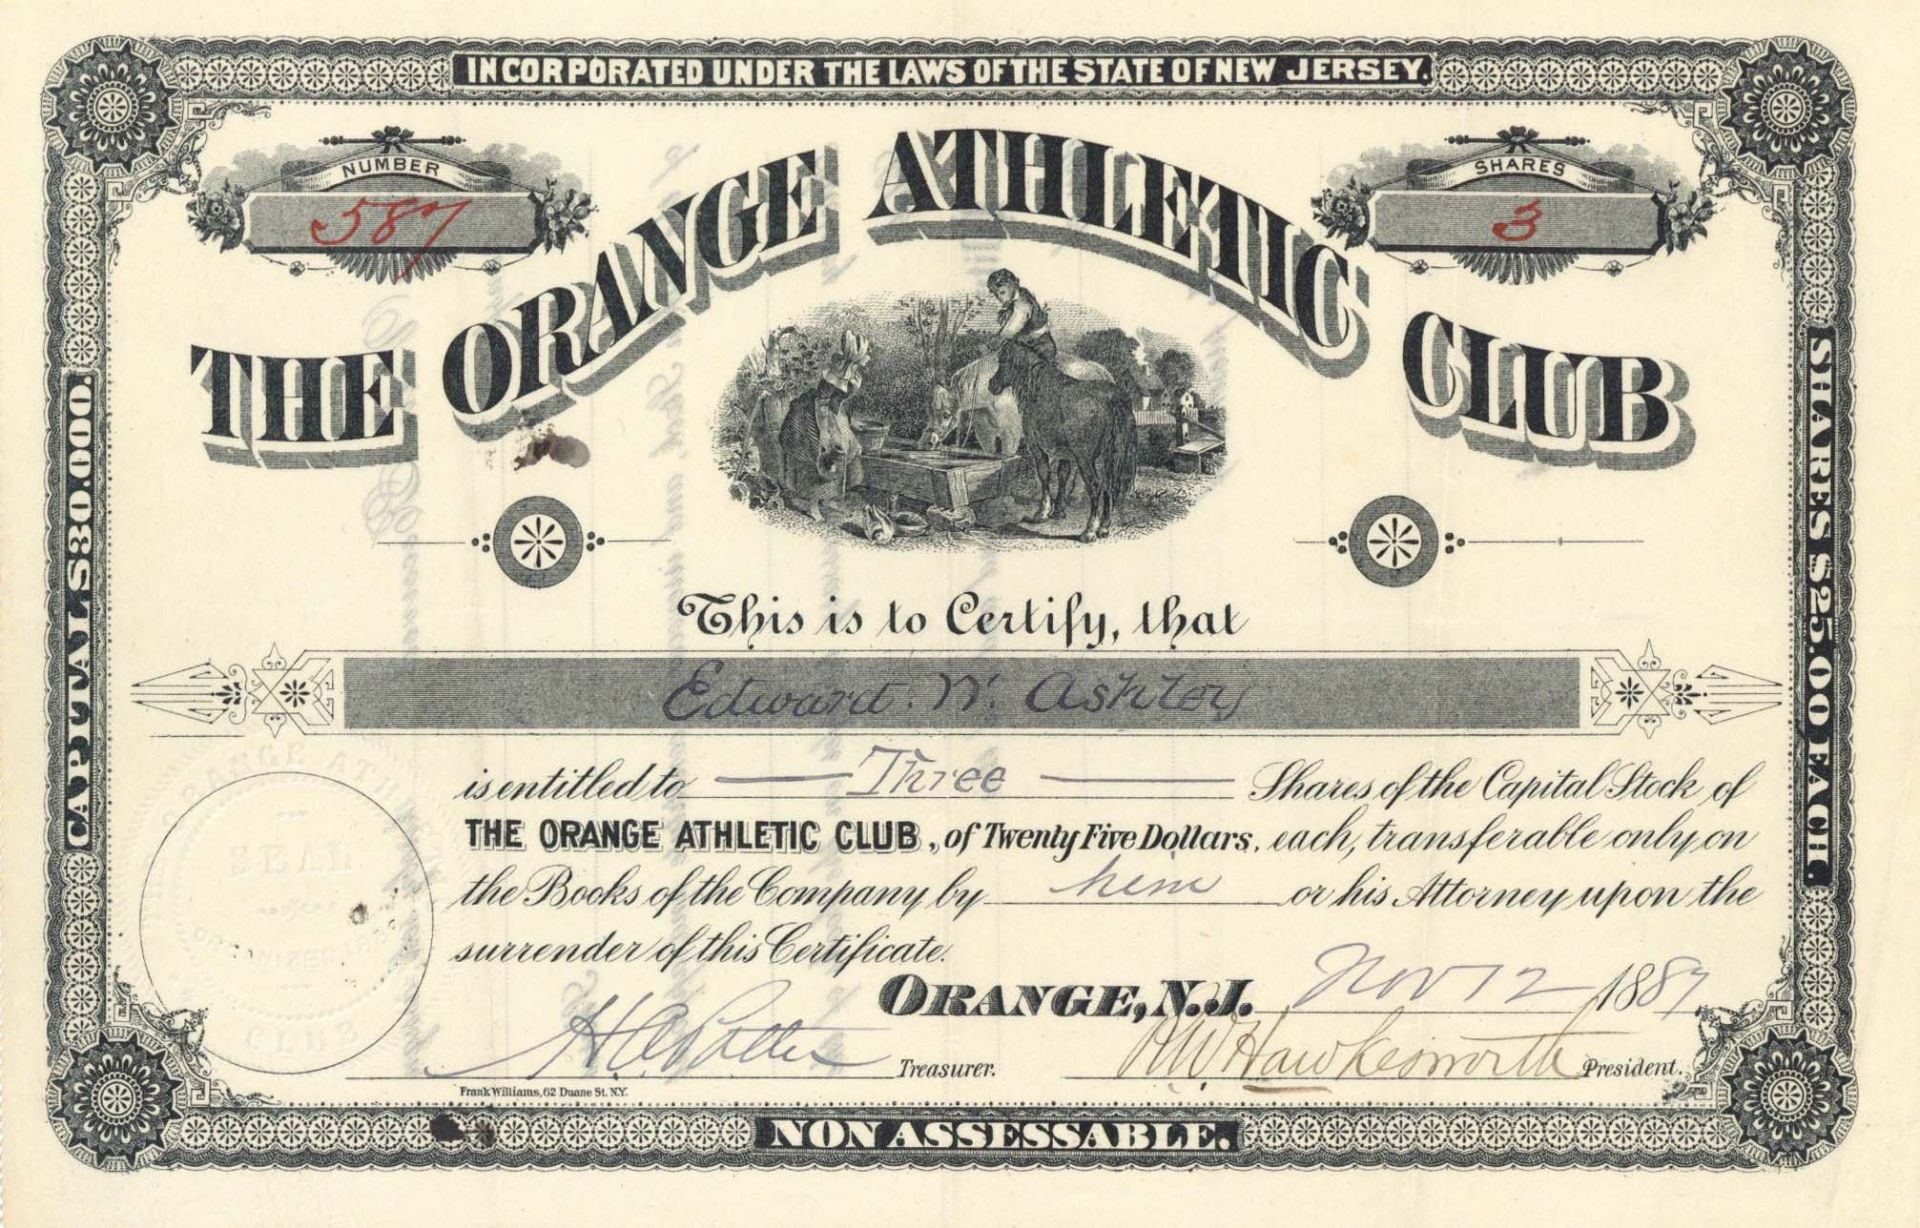 INCORPORATED UNDER THE LAWS OF THE STATE OF NEW JERSEY.
NUMBER
587
SHARES
3
THE ORANGE ATHLETIC CLUB
CAPITAL $30.000.
SHARES $25.00 EACH.
This is to Certify, that
Edward. W. Ashley
is entitled to Three Shares of the Capital Stock of
THE ORANGE ATHLETIC CLUB, of Twenty Five Dollars, each, transferable only on
the Books of the Company by him or his Attorney upon the
surrender of this Certificate.
ORANGE, N.J. Nov 12 1887
Treasurer.
Hawkesworth President.
Frank Williams, 62 Duane St. N.Y.
NON ASSESSABLE.